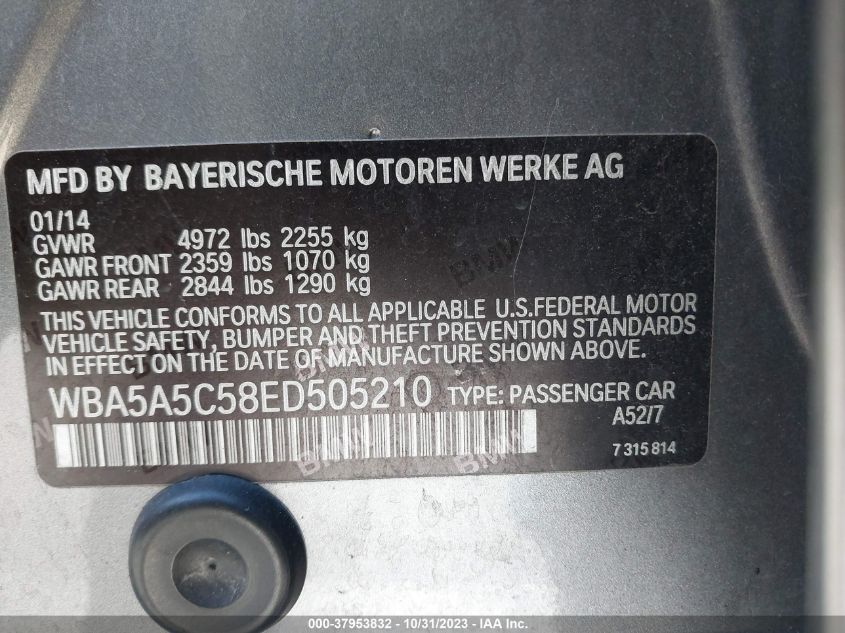 MFD BY BAYERISCHE MOTOREN WERKE AG
01/14
GVWR 4972 lbs 2255 kg
GAWR FRONT 2359 lbs 1070 kg
GAWR REAR 2844 lbs 1290 kg
THIS VEHICLE CONFORMS TO ALL APPLICABLE U.S.FEDERAL MOTOR
VEHICLE SAFETY, BUMPER AND THEFT PREVENTION STANDARDS
IN EFFECT ON THE DATE OF MANUFACTURE SHOWN ABOVE.
WBA5A5C58ED505210 TYPE: PASSENGER CAR
A52/7
7 315 814
000-37953832 - 10/31/2023 - © IAA Inc.